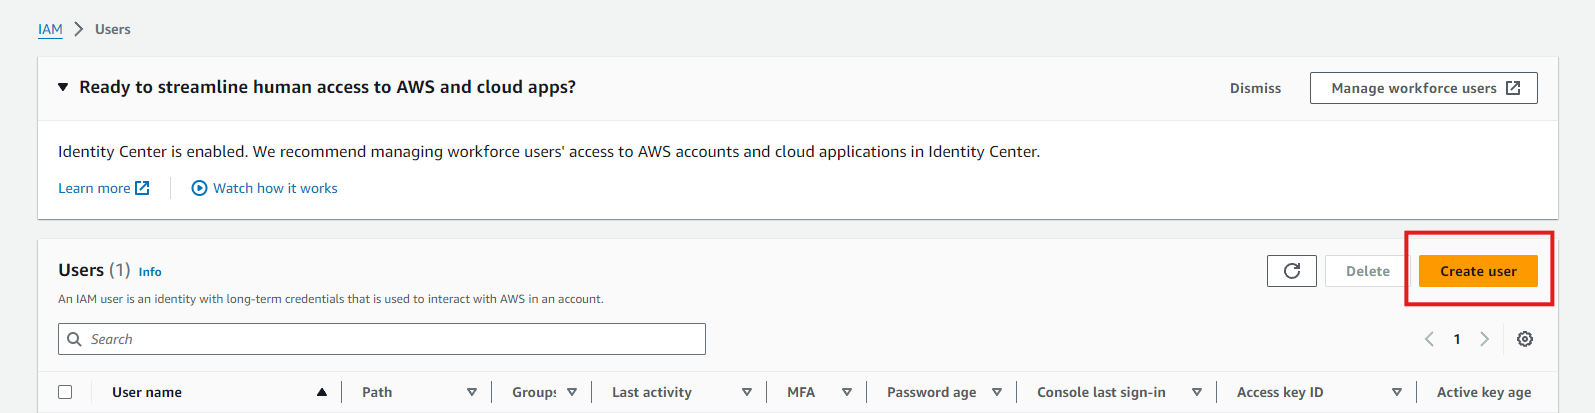 IAM > Users
Ready to streamline human access to AWS and cloud apps?
Dismiss
Manage workforce users
Identity Center is enabled. We recommend managing workforce users' access to AWS accounts and cloud applications in Identity Center.
Learn more
Watch how it works
Users (1) Info
Delete
Create user
An IAM user is an identity with long-term credentials that is used to interact with AWS in an account.
Search
1
User name Path Groups Last activity MFA Password age Console last sign-in Access key ID Active key age